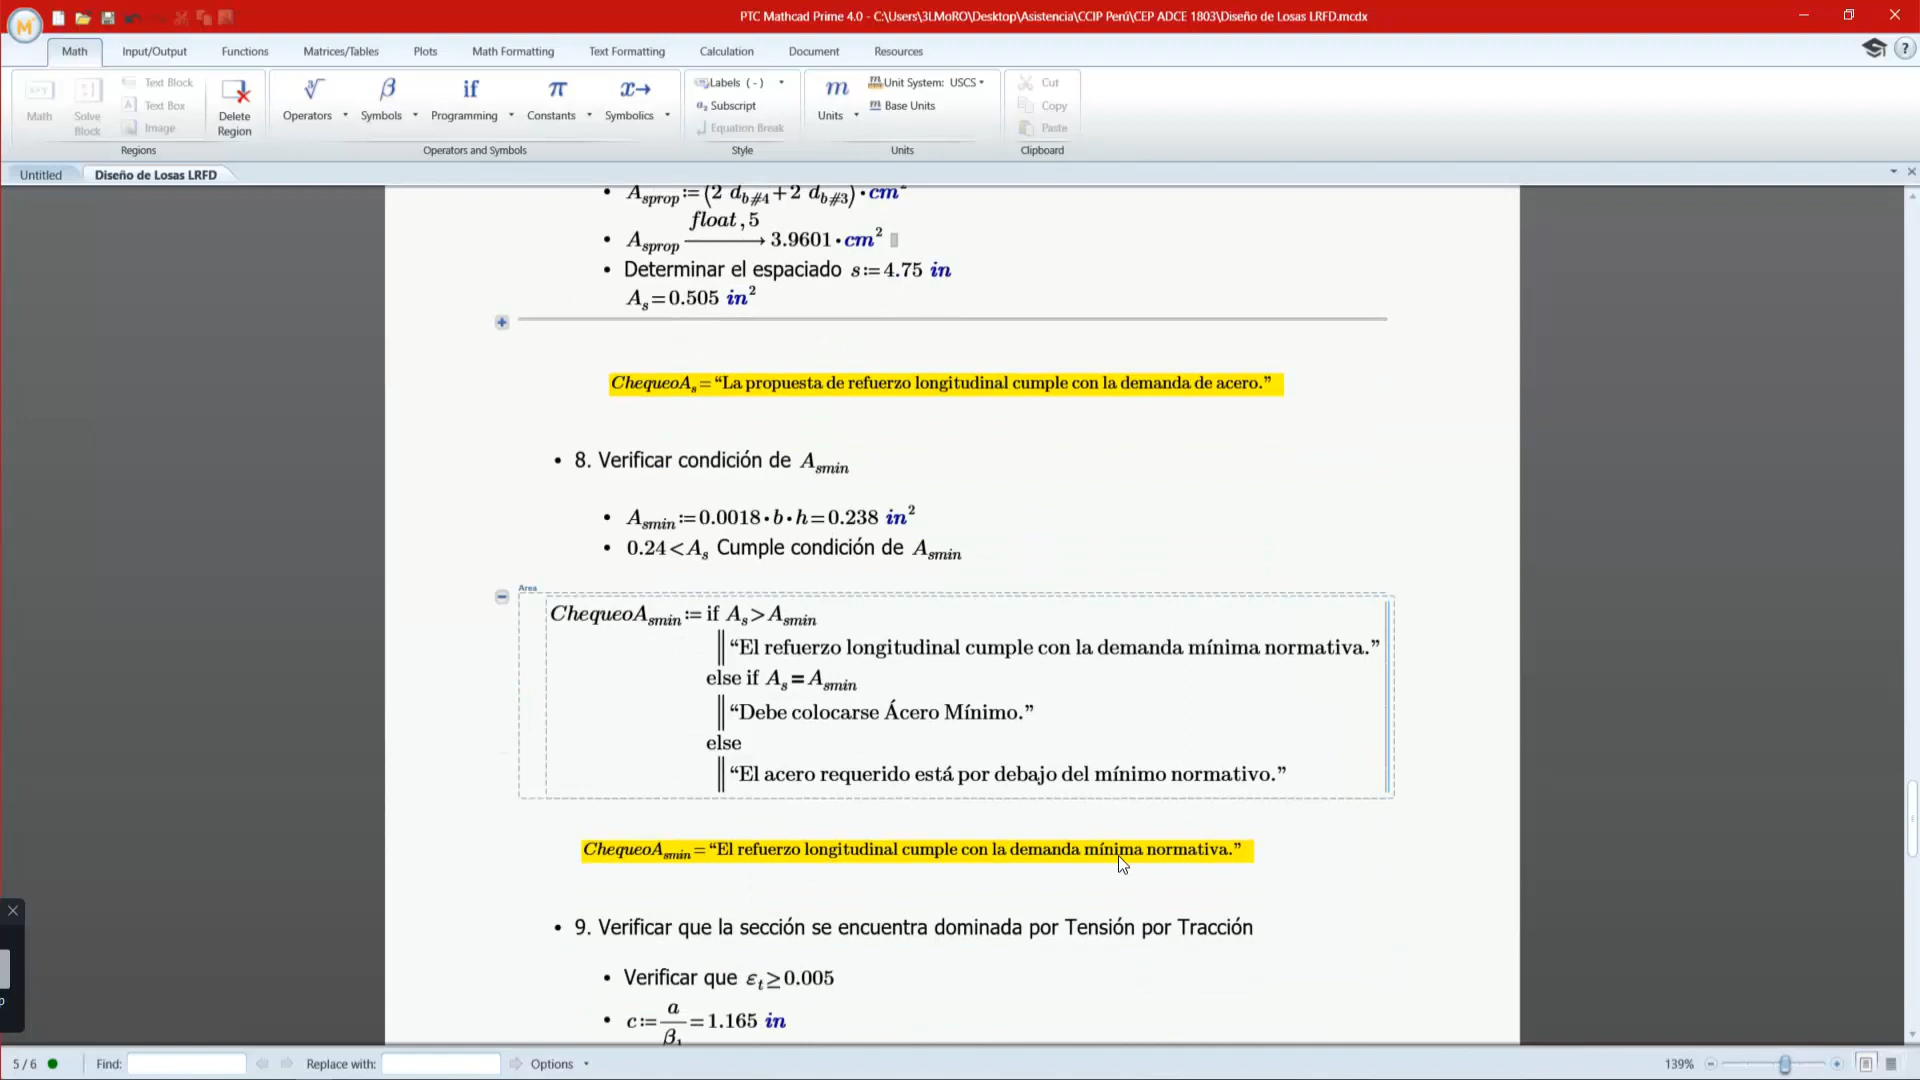 PTC Mathcad Prime 4.0 - C:\Users\3LMoRO\Desktop\Asistencia\CCIP Perú\CEP ADCE 1803\Diseño de Losas LRFD.mcdx
Math Input/Output Functions Matrices/Tables Plots Math Formatting Text Formatting Calculation Document Resources
Math
Solve Block
Text Block
Text Box
Image
Delete Region
Regions
Operators Symbols Programming Constants Symbolics
if
Operators and Symbols
Labels ( - )
Subscript
Equation Break
Style
Units
Unit System: USCS
Base Units
Units
Cut
Copy
Paste
Clipboard
Untitled Diseño de Losas LRFD
• A_sprop := (2 d_b#4 + 2 d_b#3) · cm²
float , 5
• A_sprop → 3.9601 · cm²
• Determinar el espaciado s := 4.75 in
A_s = 0.505 in²
ChequeoA_s = “La propuesta de refuerzo longitudinal cumple con la demanda de acero.”
• 8. Verificar condición de A_smin
• A_smin := 0.0018 · b · h = 0.238 in²
• 0.24 < A_s Cumple condición de A_smin
Area
ChequeoA_smin := if A_s > A_smin
“El refuerzo longitudinal cumple con la demanda mínima normativa.”
else if A_s = A_smin
“Debe colocarse Ácero Mínimo.”
else
“El acero requerido está por debajo del mínimo normativo.”
ChequeoA_smin = “El refuerzo longitudinal cumple con la demanda mínima normativa.”
• 9. Verificar que la sección se encuentra dominada por Tensión por Tracción
• Verificar que ε_t ≥ 0.005
• c := a / β_1 = 1.165 in
5 / 6 Find: Replace with: Options 139%